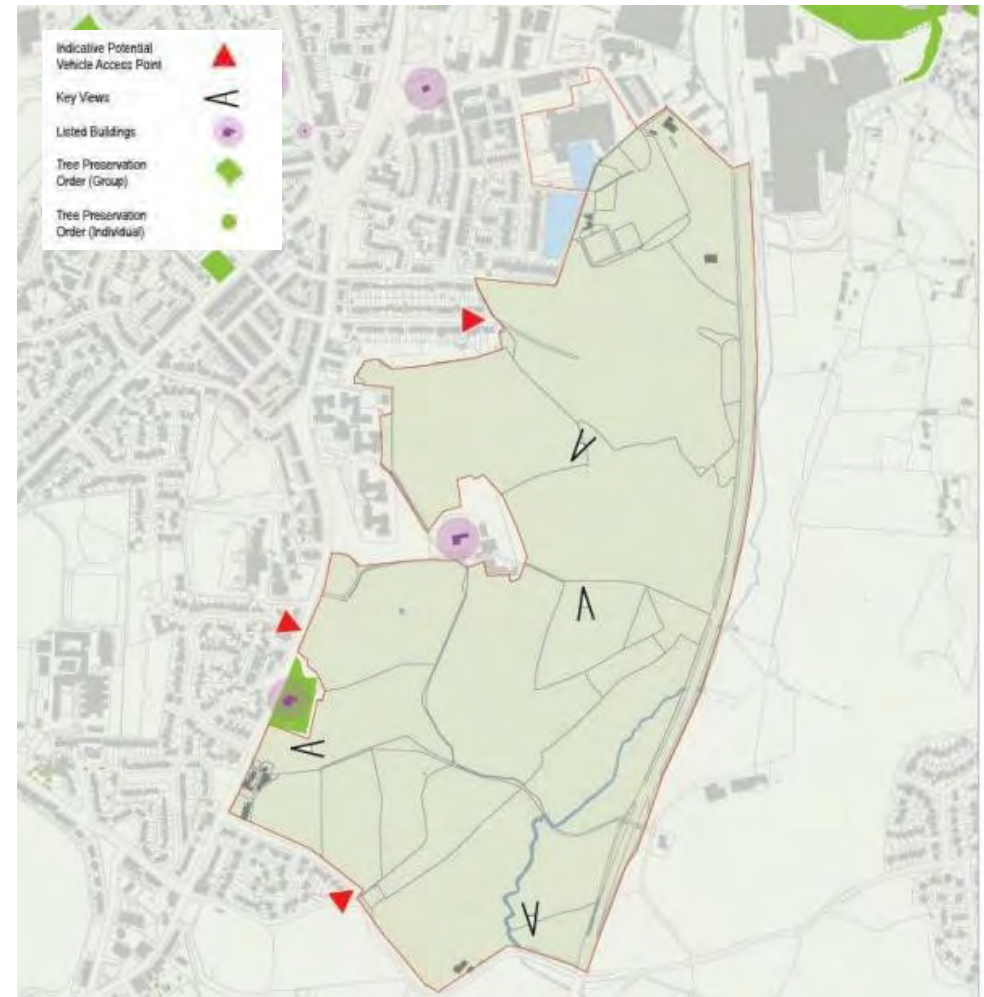 Indicative Potential
Vehicle Access Point
Key Views
Listed Buildings
Tree Preservation
Order (Group)
Tree Preservation
Order (Individual)